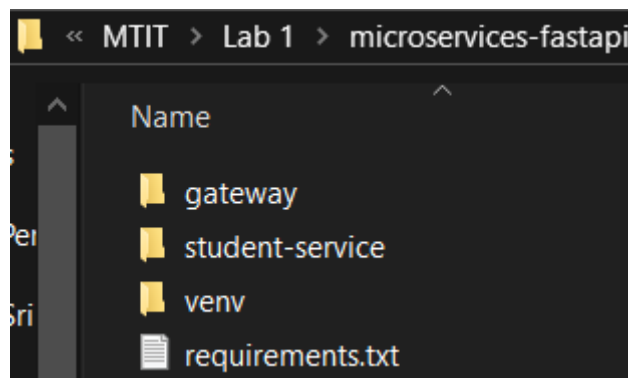 « MTIT > Lab 1 > microservices-fastapi
Name
gateway
student-service
venv
requirements.txt